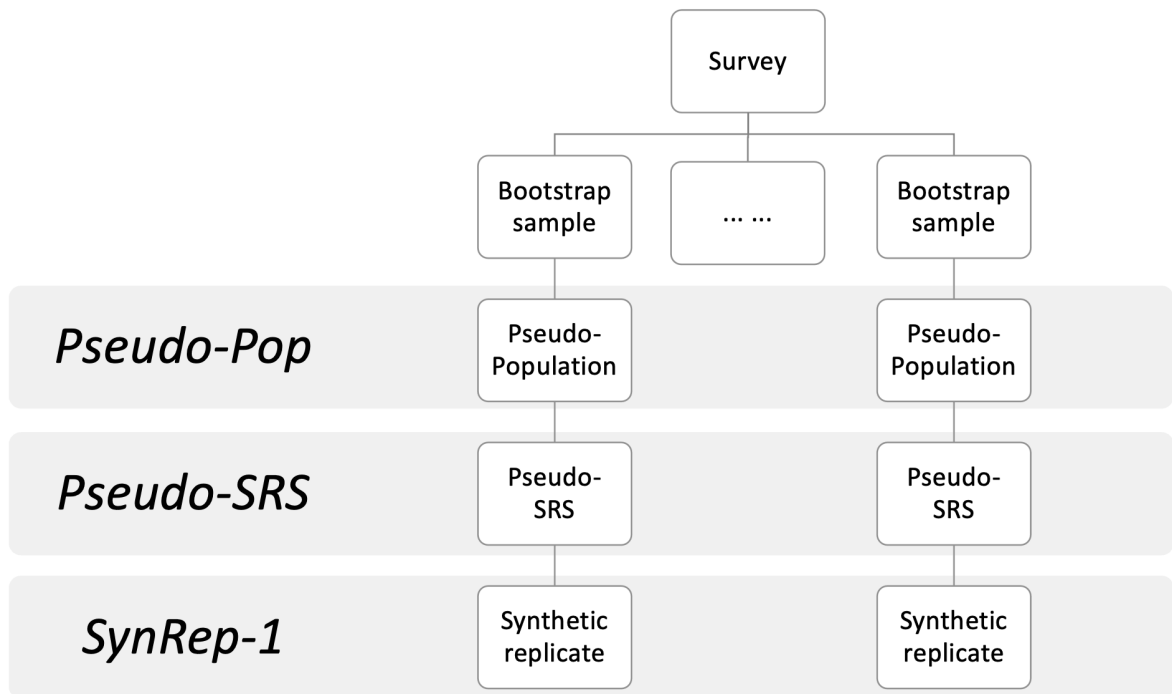 Survey
Bootstrap
sample
... ...
Bootstrap
sample
Pseudo-Pop
Pseudo-
Population
Pseudo-
Population
Pseudo-SRS
Pseudo-
SRS
Pseudo-
SRS
SynRep-1
Synthetic
replicate
Synthetic
replicate